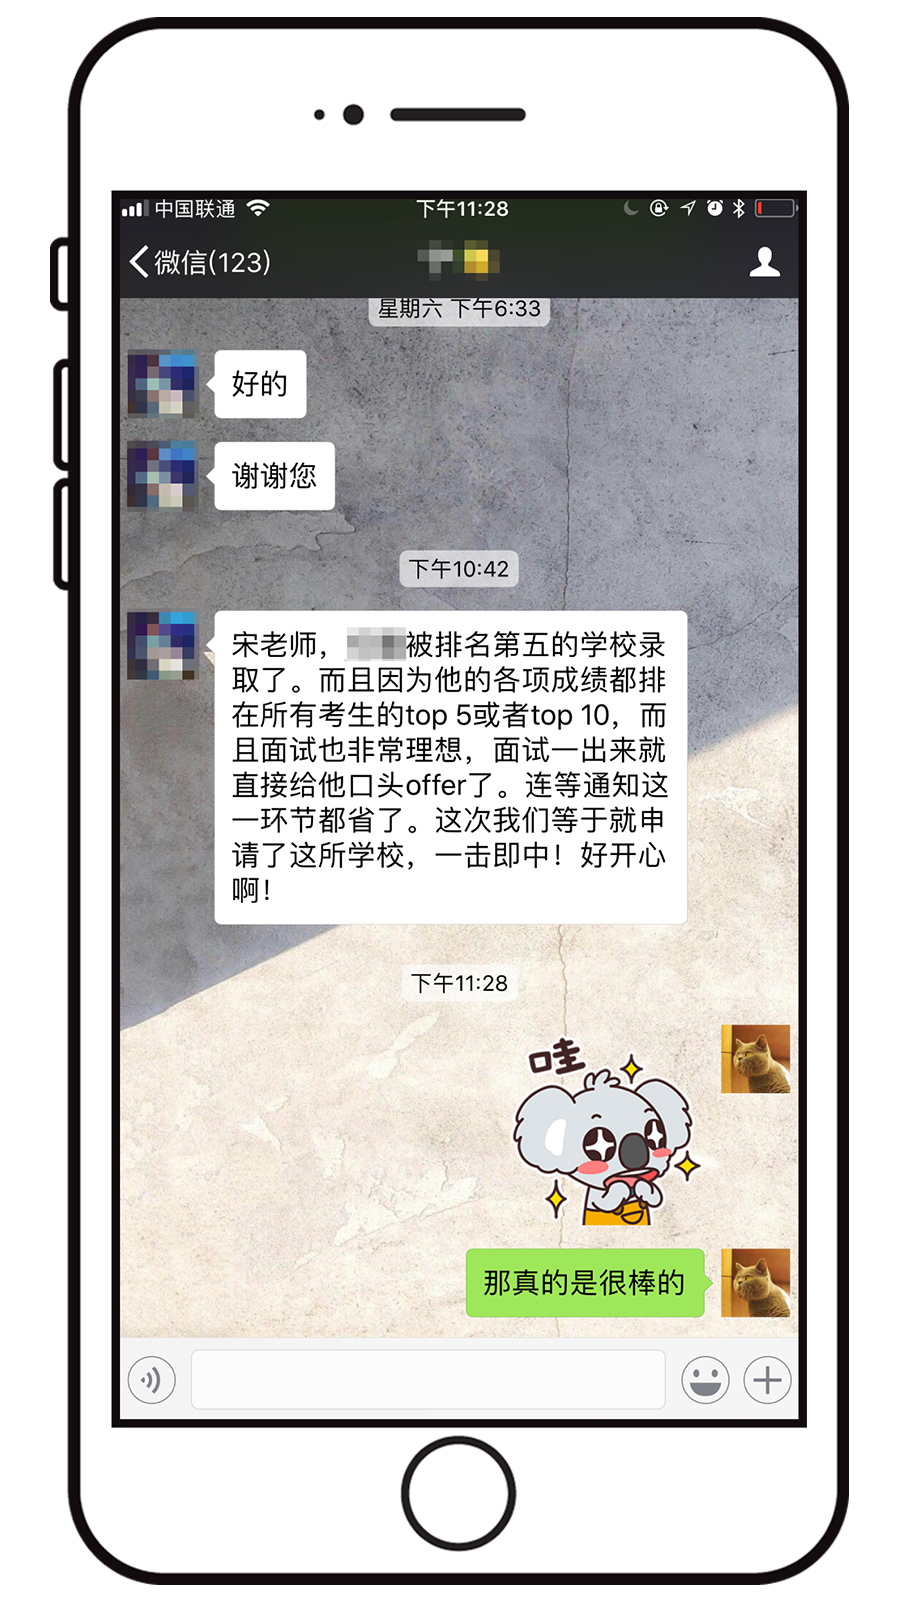 中国联通 下午11:28
微信(123)
星期六 下午6:33
好的
谢谢您
下午10:42
宋老师，被排名第五的学校录
取了。而且因为他的各项成绩都排
在所有考生的top 5或者top 10，而
且面试也非常理想，面试一出来就
直接给他口头offer了。连等通知这
一环节都省了。这次我们等于就申
请了这所学校，一击即中！好开心
啊！
下午11:28
哇
那真的是很棒的